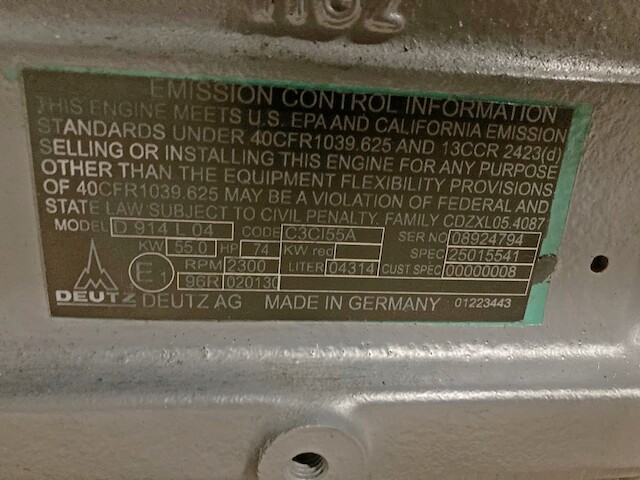 EMISSION CONTROL INFORMATION
THIS ENGINE MEETS U.S. EPA AND CALIFORNIA EMISSION
STANDARDS UNDER 40CFR1039.625 AND 13CCR 2423(d)
SELLING OR INSTALLING THIS ENGINE FOR ANY PURPOSE
OTHER THAN THE EQUIPMENT FLEXIBILITY PROVISIONS
OF 40CFR1039.625 MAY BE A VIOLATION OF FEDERAL AND
STATE LAW SUBJECT TO CIVIL PENALTY. FAMILY CDZXL05.4087
MODEL D 914 L 04 CODE C3CI55A SER NO 08924794
KW 55.0 HP 74 KW red SPEC 25015541
E1 RPM 2300 LITER 04314 CUST SPEC 00000008
96R 020130
DEUTZ DEUTZ AG MADE IN GERMANY 01223443